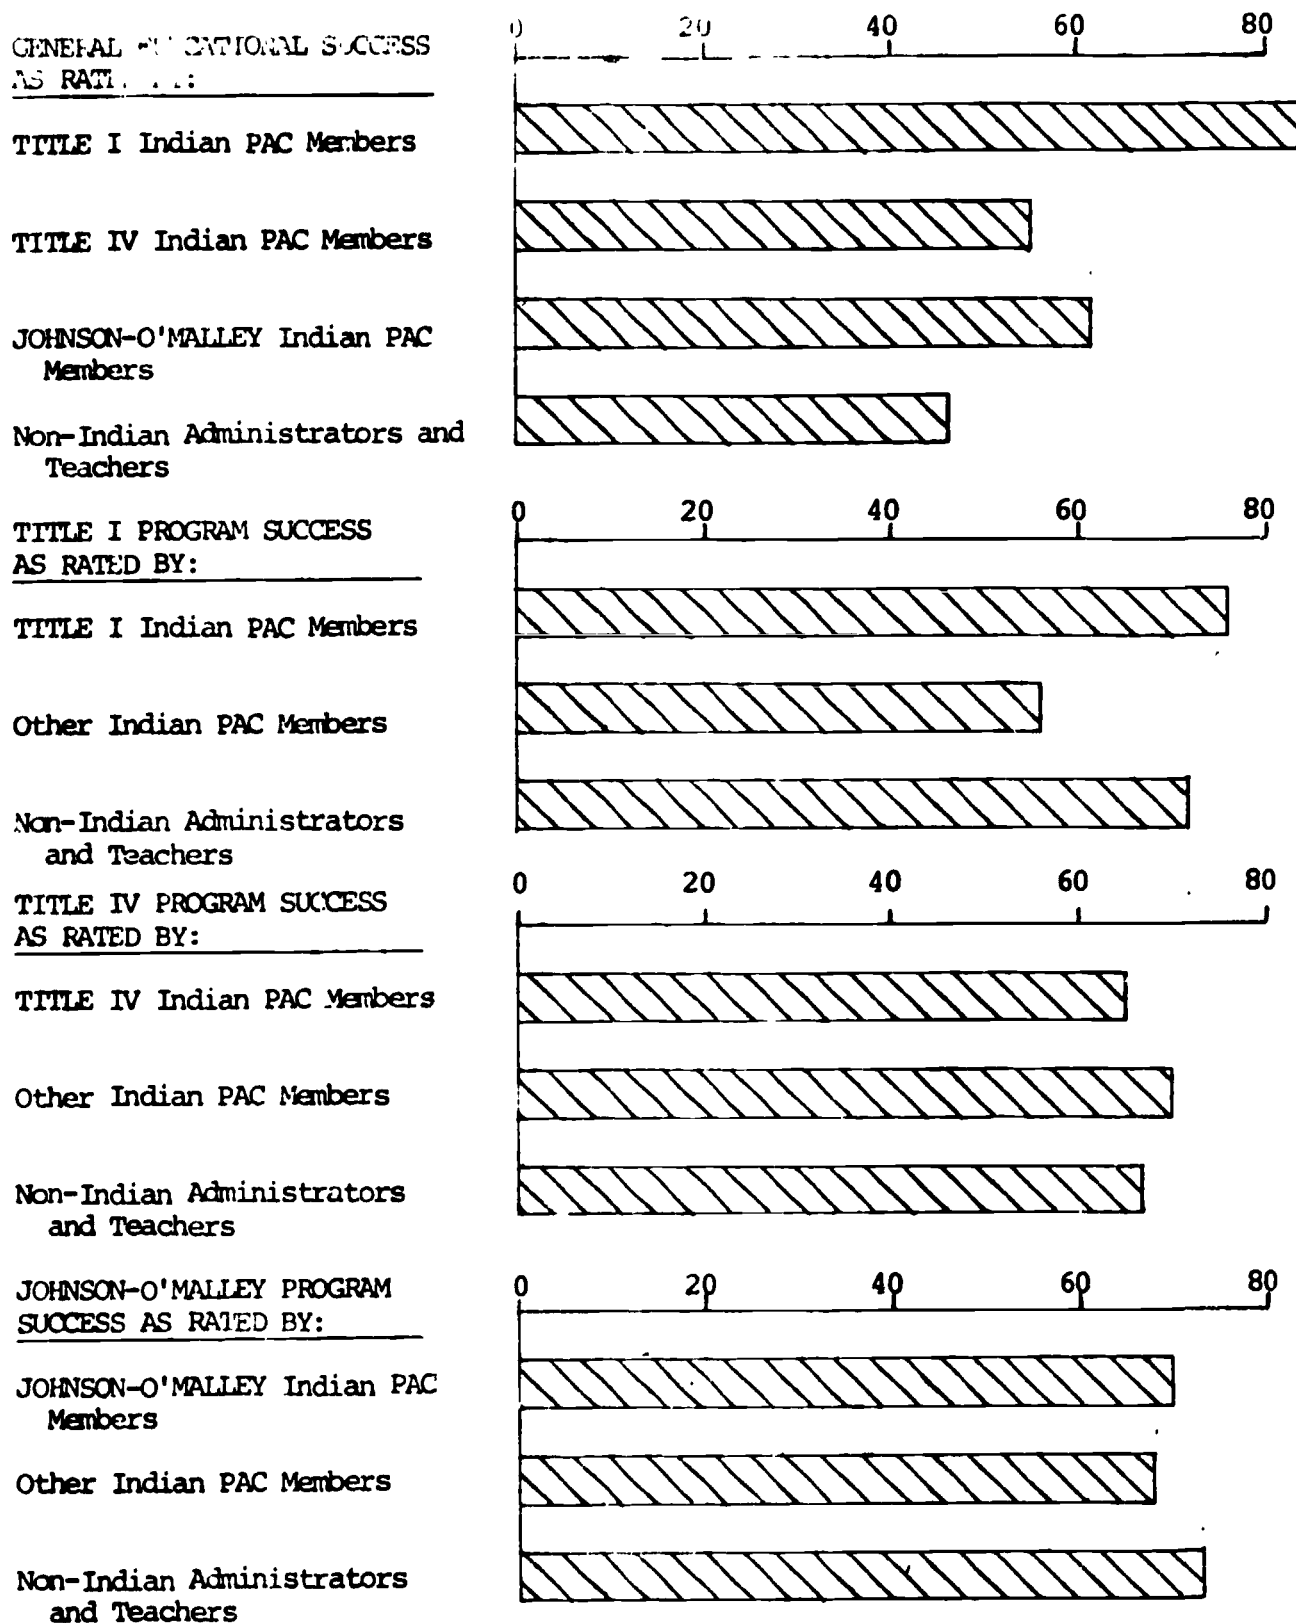 0 20 40 60 80
GENERAL SUCCESS
AS
TITLE I Indian PAC Members
TITLE IV Indian PAC Members
JOHNSON-O'MALLEY Indian PAC
Members
Non-Indian Administrators and
Teachers
0 20 40 60 80
TITLE I PROGRAM SUCCESS
AS RATED BY:
TITLE I Indian PAC Members
Other Indian PAC Members
Non-Indian Administrators
and Teachers
0 20 40 60 80
TITLE IV PROGRAM SUCCESS
AS RATED BY:
TITLE IV Indian PAC Members
Other Indian PAC Members
Non-Indian Administrators
and Teachers
0 20 40 60 80
JOHNSON-O'MALLEY PROGRAM
SUCCESS AS RATED BY:
JOHNSON-O'MALLEY Indian PAC
Members
Other Indian PAC Members
Non-Indian Administrators
and Teachers